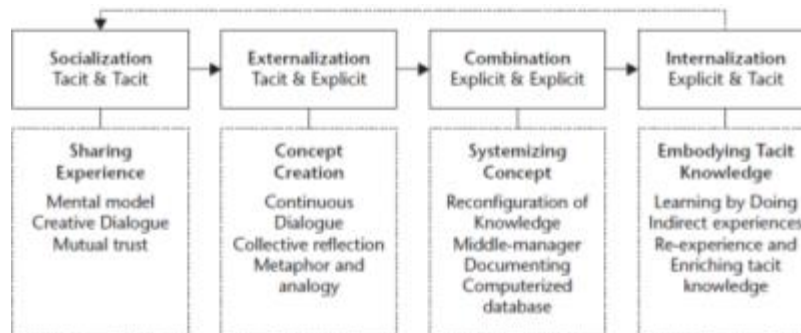 Socialization
Tacit & Tacit
Externalization
Tacit & Explicit
Combination
Explicit & Explicit
Internalization
Explicit & Tacit
Sharing
Experience
Mental model
Creative Dialogue
Mutual trust
Concept
Creation
Continuous
Dialogue
Collective reflection
Metaphor and
analogy
Systemizing
Concept
Reconfiguration of
Knowledge
Middle-manager
Documenting
Computerized
database
Embodying Tacit
Knowledge
Learning by Doing
Indirect experiences
Re-experience and
Enriching tacit
knowledge